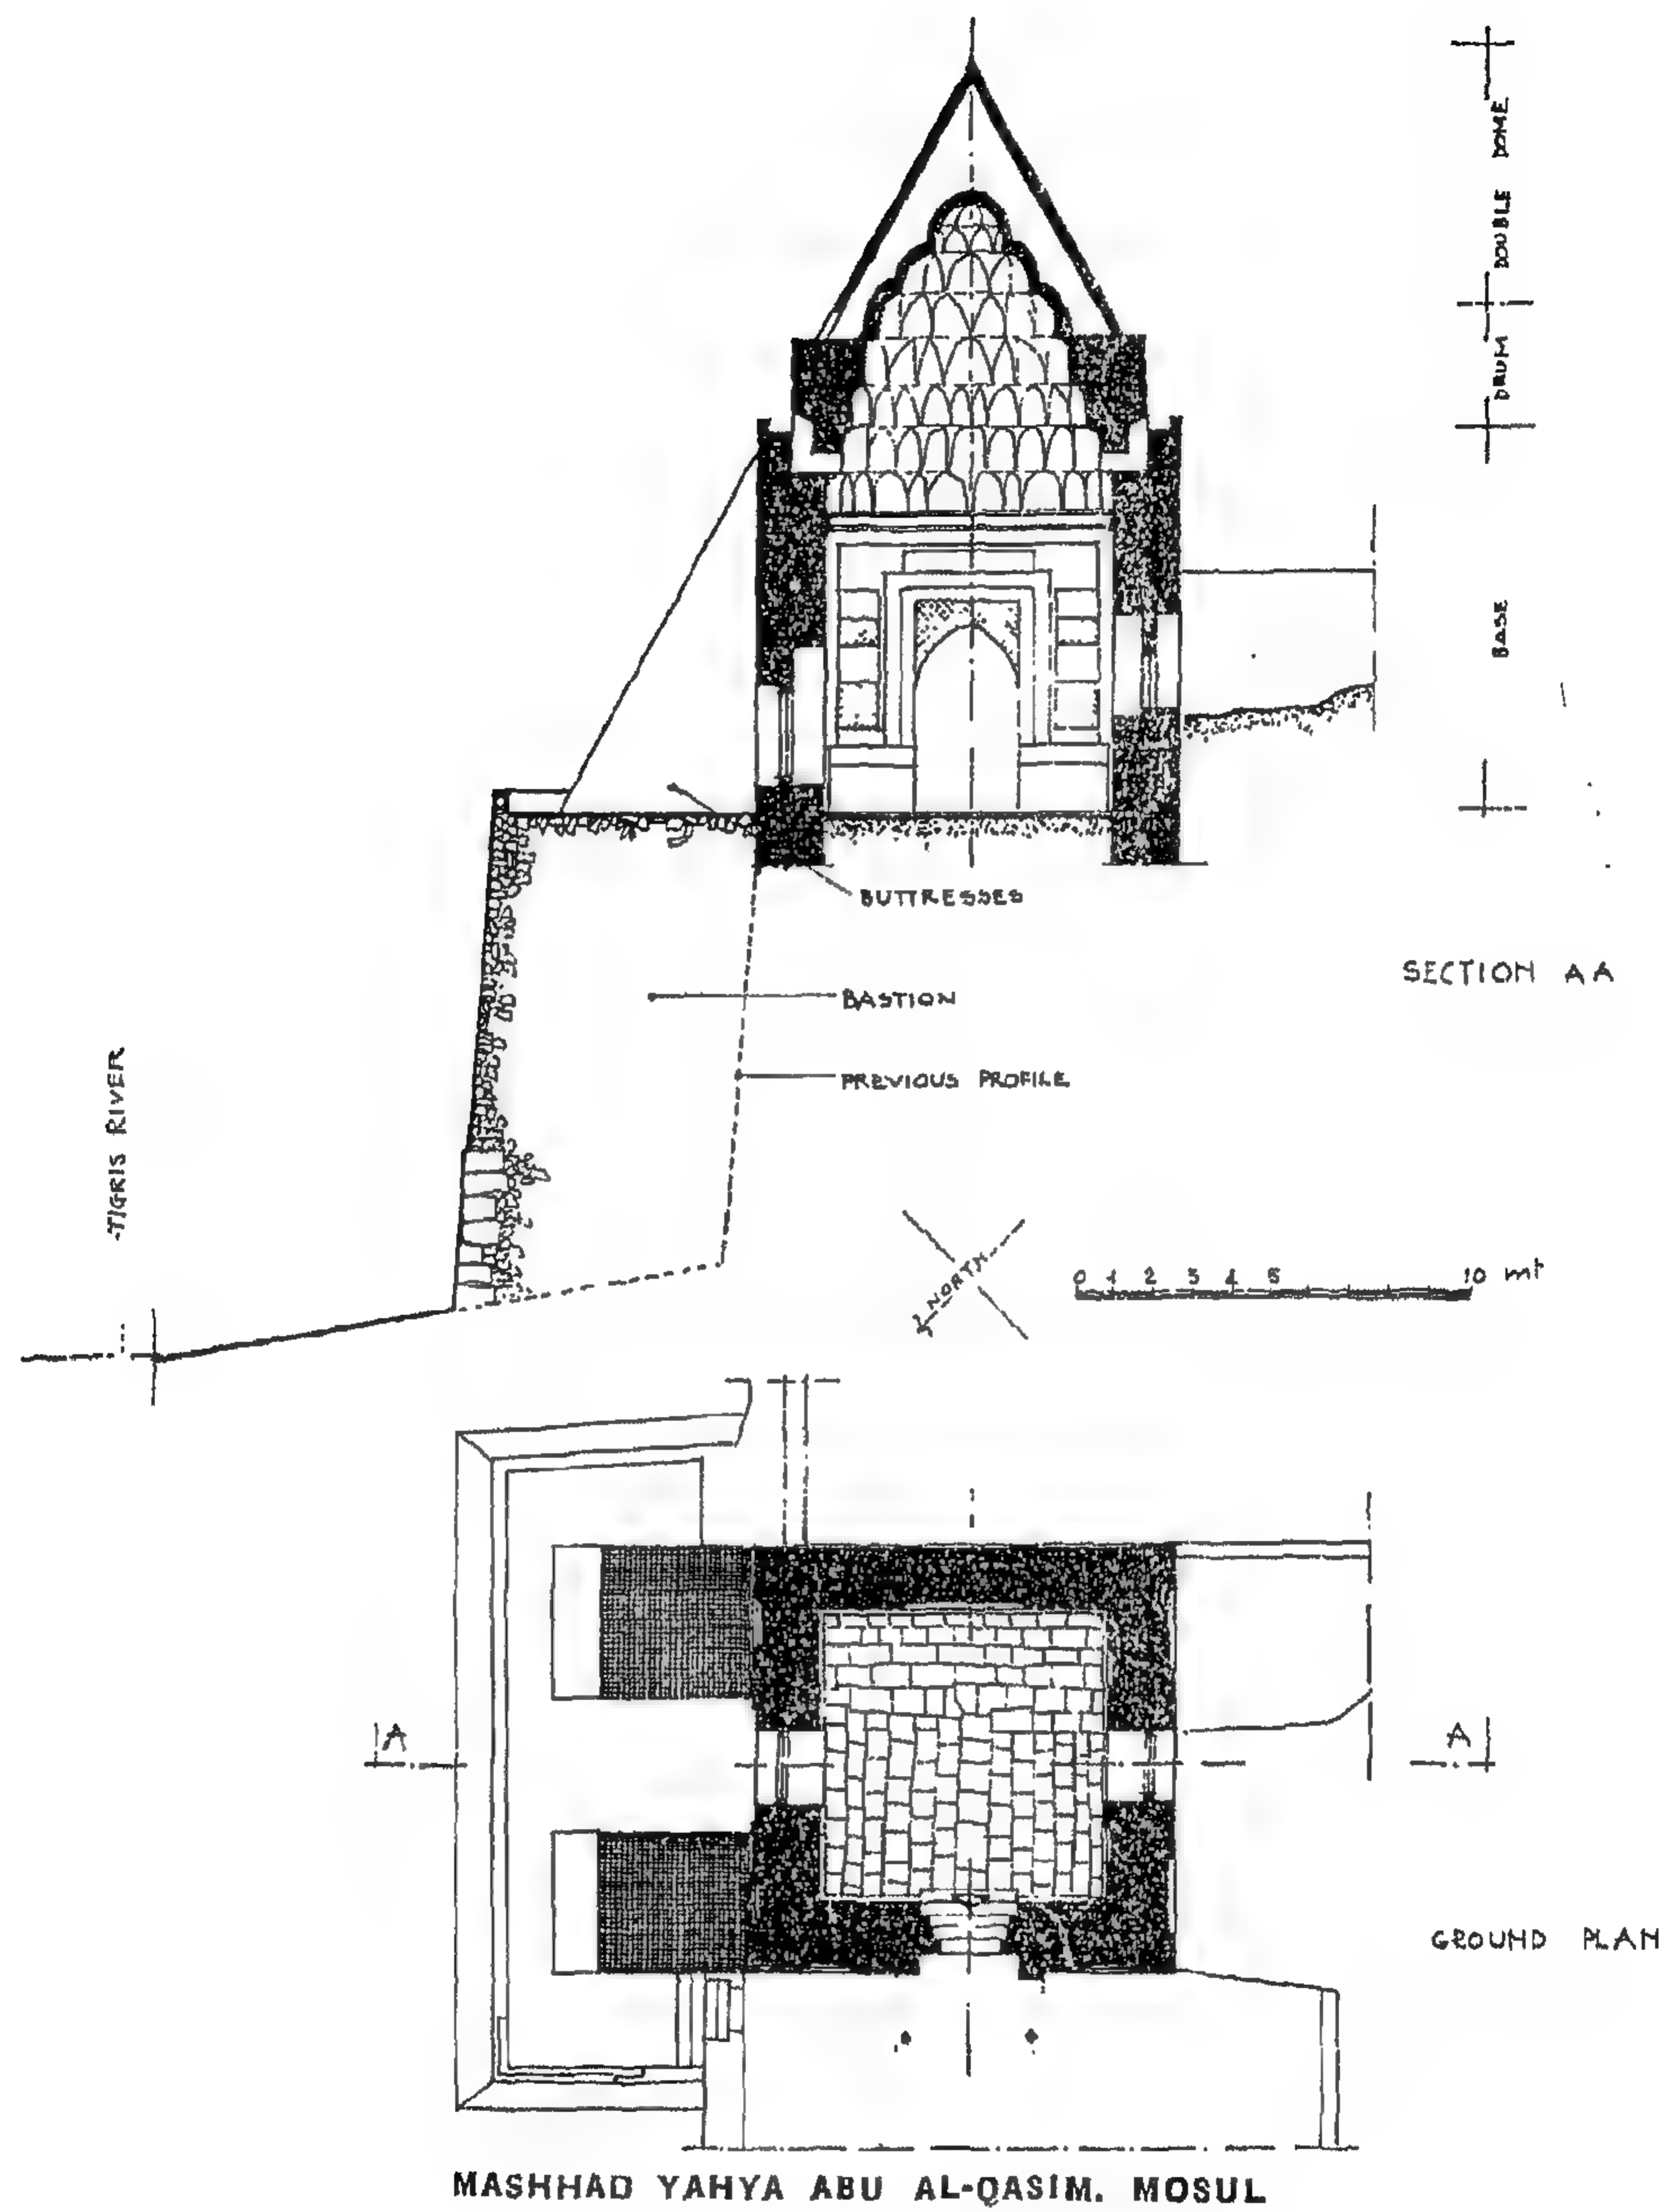 DOUBLE DOME
DRUM
BASE
BUTTRESSES
SECTION AA
BASTION
PREVIOUS PROFILE
TIGRIS RIVER
NORTH
0 1 2 3 4 5 10 mt
A A
GROUND PLAN
MASHHAD YAHYA ABU AL-QASIM. MOSUL